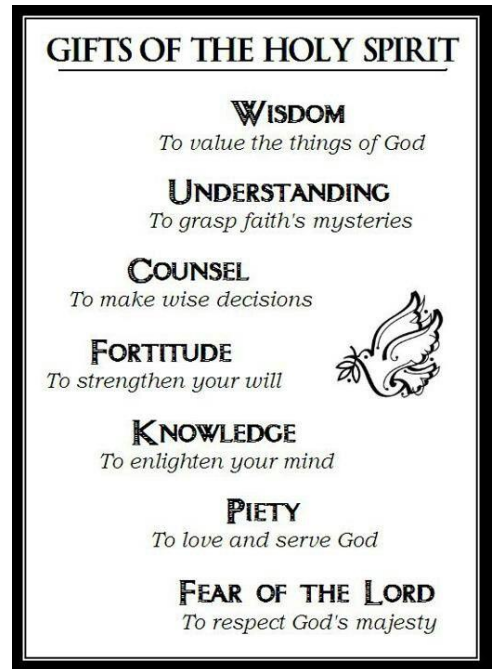 GIFTS OF THE HOLY SPIRIT
WISDOM
To value the things of God
UNDERSTANDING
To grasp faith's mysteries
COUNSEL
To make wise decisions
FORTITUDE
To strengthen your will
KNOWLEDGE
To enlighten your mind
PIETY
To love and serve God
FEAR OF THE LORD
To respect God's majesty